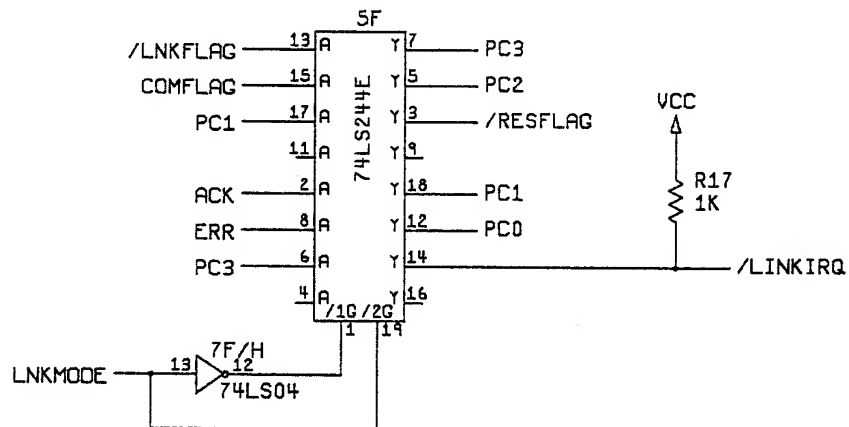 5F
/LNKFLAG 13 A Y 7 PC3
COMFLAG 15 A Y 5 PC2
VCC
PC1 17 A Y 3 /RESFLAG
74LS244E
11 A Y 9
R17
1K
ACK 2 A Y 18 PC1
ERR 8 A Y 12 PC0
PC3 6 A Y 14 /LINKIRQ
4 A Y 16
/1G /2G
1 19
7F/H
LNKMODE 13 12
74LS04